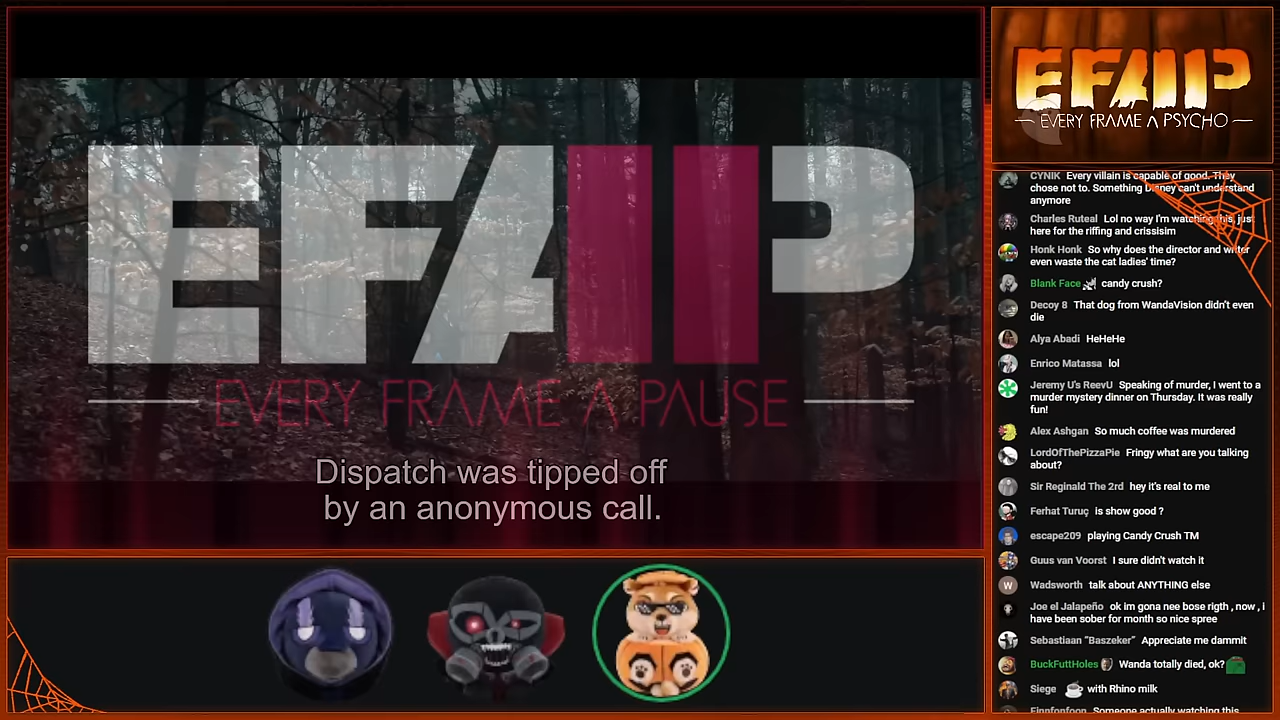 EFAIIP
EVERY FRAME A PAUSE
Dispatch was tipped off
by an anonymous call.
EFAIIP
EVERY FRAME A PSYCHO
CYNIK Every villain is capable of good. They
chose not to. Something Disney can't understand
anymore
Charles Ruteal Lol no way I'm watching this, just
here for the riffing and crissisim
Honk Honk So why does the director and writer
even waste the cat ladies' time?
Blank Face candy crush?
Decoy 8 That dog from WandaVision didn't even
die
Alya Abadi HeHeHe
Enrico Matassa lol
Jeremy U's ReevU Speaking of murder, I went to a
murder mystery dinner on Thursday. It was really
fun!
Alex Ashgan So much coffee was murdered
LordOfThePizzaPie Fringy what are you talking
about?
Sir Reginald The 2rd hey it's real to me
Ferhat Turuç is show good ?
escape209 playing Candy Crush TM
Guus van Voorst I sure didn't watch it
W
Wadsworth talk about ANYTHING else
Joe el Jalapeño ok im gona nee bose rigth , now , i
have been sober for month so nice spree
Sebastiaan “Baszeker” Appreciate me dammit
BuckFuttHoles Wanda totally died, ok?
Siege with Rhino milk
Finnfonfoon Someone actually watching this